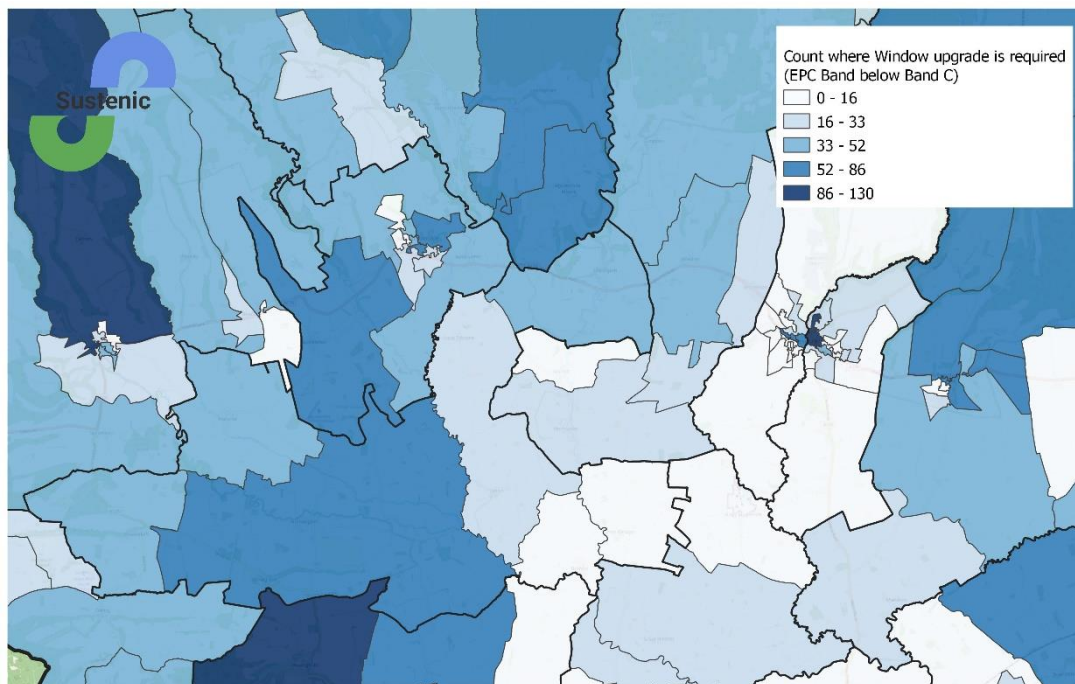 Sustenic
Count where Window upgrade is required
(EPC Band below Band C)
0 - 16
16 - 33
33 - 52
52 - 86
86 - 130